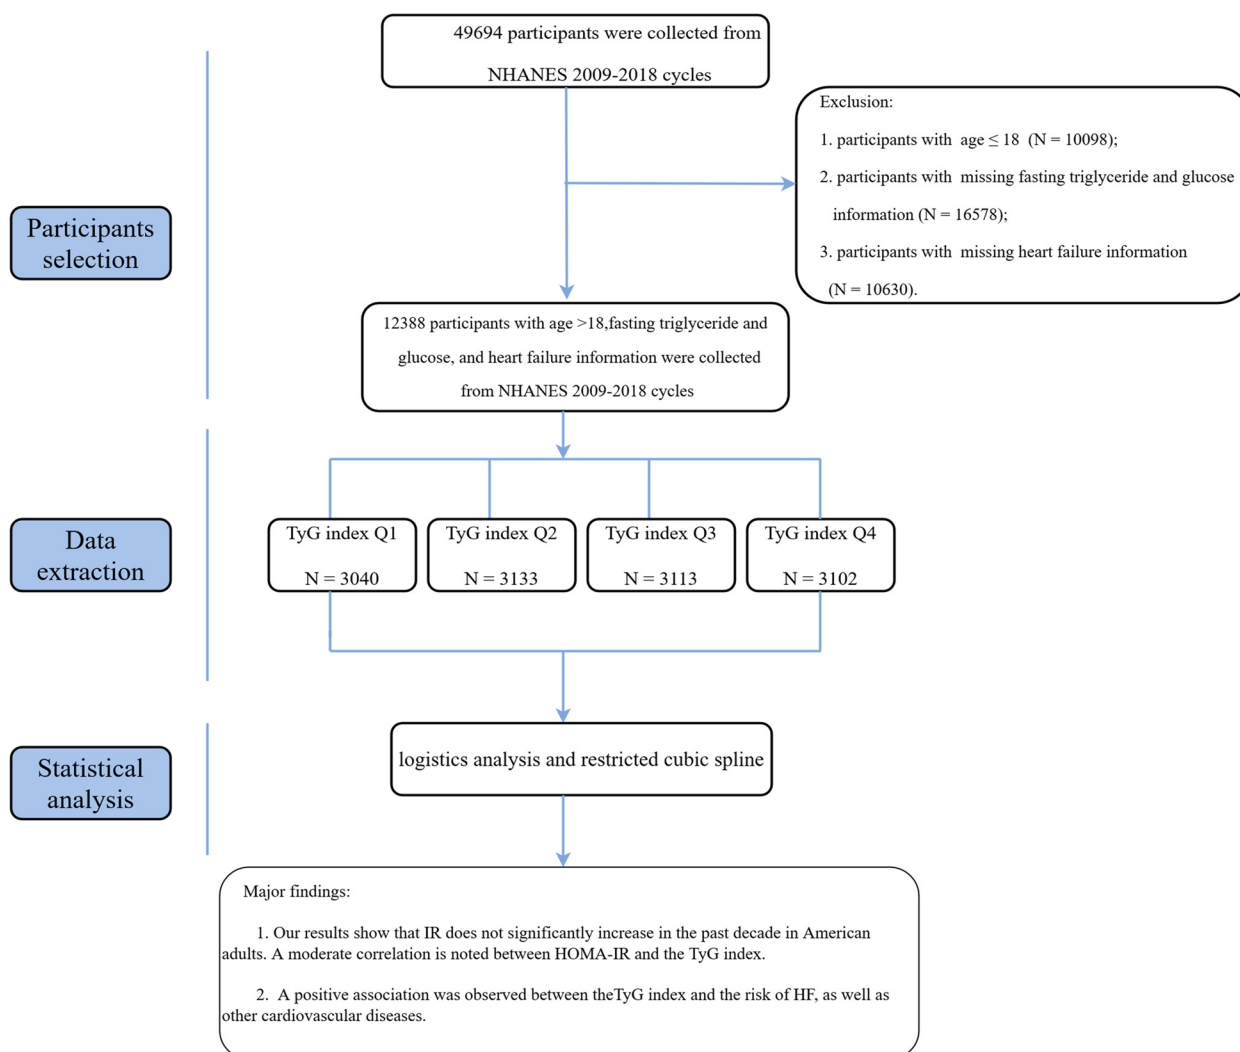 49694 participants were collected from
NHANES 2009-2018 cycles
Exclusion:
1. participants with age ≤ 18 (N = 10098);
2. participants with missing fasting triglyceride and glucose
information (N = 16578);
3. participants with missing heart failure information
(N = 10630).
Participants
selection
12388 participants with age >18,fasting triglyceride and
glucose, and heart failure information were collected
from NHANES 2009-2018 cycles
Data
extraction
TyG index Q1
N = 3040
TyG index Q2
N = 3133
TyG index Q3
N = 3113
TyG index Q4
N = 3102
Statistical
analysis
logistics analysis and restricted cubic spline
Major findings:
1. Our results show that IR does not significantly increase in the past decade in American
adults. A moderate correlation is noted between HOMA-IR and the TyG index.
2. A positive association was observed between theTyG index and the risk of HF, as well as
other cardiovascular diseases.